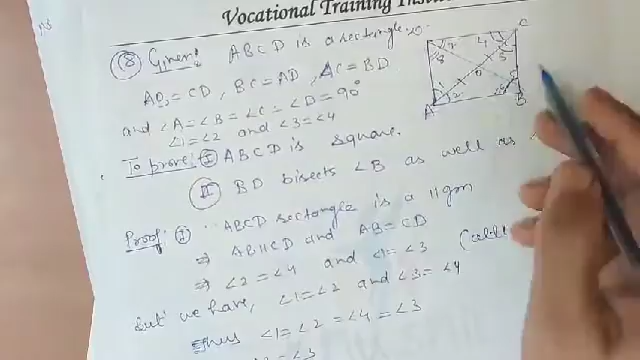 Vocational Training Insti
(8) Given: ABCD is a rectangle.
AB = CD, BC = AD, AC = BD
and ∠A = ∠B = ∠C = ∠D = 90°
∠1 = ∠2 and ∠3 = ∠4
To prove: (I) ABCD is square.
(II) BD bisects ∠B as well as
Proof: (I) ∵ ABCD rectangle is a ||gm
⇒ AB||CD and AB = CD
⇒ ∠2 = ∠4 and ∠1 = ∠3
But we have, ∠1 = ∠2 and ∠3 = ∠4
Thus ∠1 = ∠2 = ∠4 = ∠3
= ∠3
C
A
B